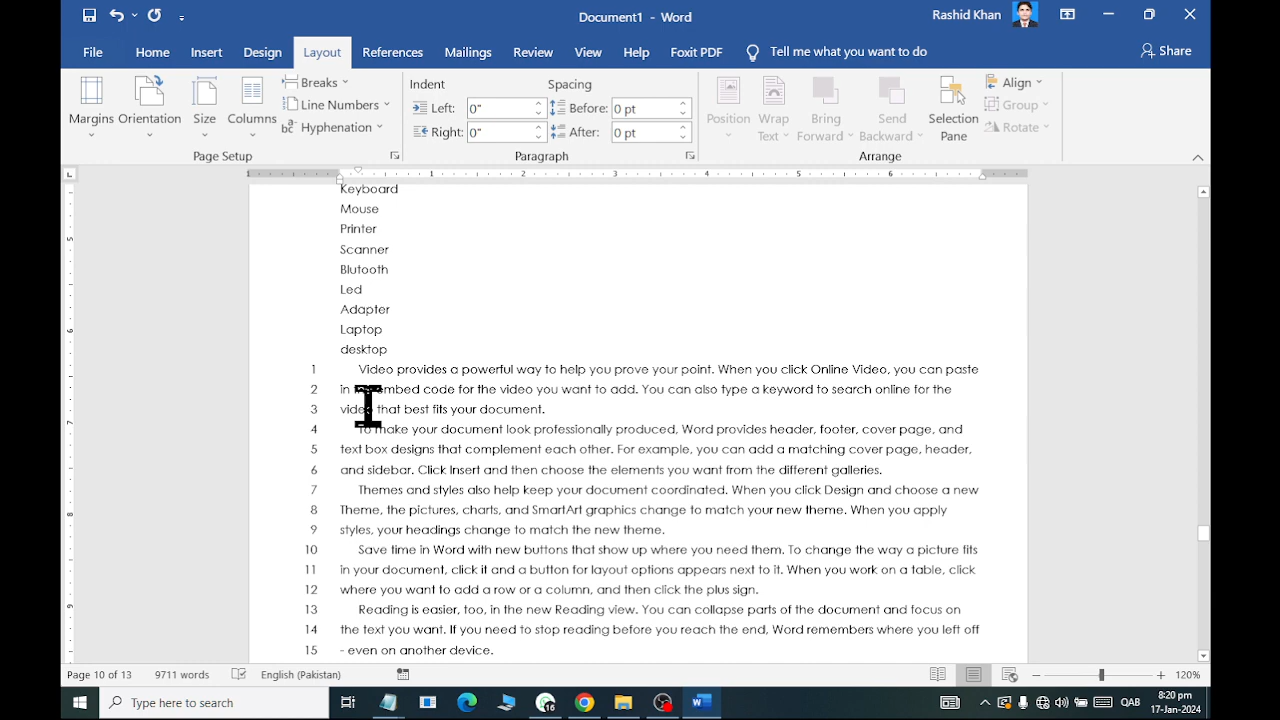 Document1 - Word
Rashid Khan
File Home Insert Design Layout References Mailings Review View Help Foxit PDF Tell me what you want to do Share
Margins Orientation Size Columns
Breaks
Line Numbers
Hyphenation
Page Setup
Indent Spacing
Left: 0" Before: 0 pt
Right: 0" After: 0 pt
Paragraph
Position Wrap Text Bring Forward Send Backward Selection Pane
Align
Group
Rotate
Arrange
1 1 2 3 4 5 6
5
6
7
8
9
Keyboard
Mouse
Printer
Scanner
Blutooth
Led
Adapter
Laptop
desktop
1 Video provides a powerful way to help you prove your point. When you click Online Video, you can paste
2 in embed code for the video you want to add. You can also type a keyword to search online for the
3 video that best fits your document.
4 To make your document look professionally produced, Word provides header, footer, cover page, and
5 text box designs that complement each other. For example, you can add a matching cover page, header,
6 and sidebar. Click Insert and then choose the elements you want from the different galleries.
7 Themes and styles also help keep your document coordinated. When you click Design and choose a new
8 Theme, the pictures, charts, and SmartArt graphics change to match your new theme. When you apply
9 styles, your headings change to match the new theme.
10 Save time in Word with new buttons that show up where you need them. To change the way a picture fits
11 in your document, click it and a button for layout options appears next to it. When you work on a table, click
12 where you want to add a row or a column, and then click the plus sign.
13 Reading is easier, too, in the new Reading view. You can collapse parts of the document and focus on
14 the text you want. If you need to stop reading before you reach the end, Word remembers where you left off
15 - even on another device.
Page 10 of 13 9711 words English (Pakistan) 120%
Type here to search
16
QAB
8:20 pm
17-Jan-2024